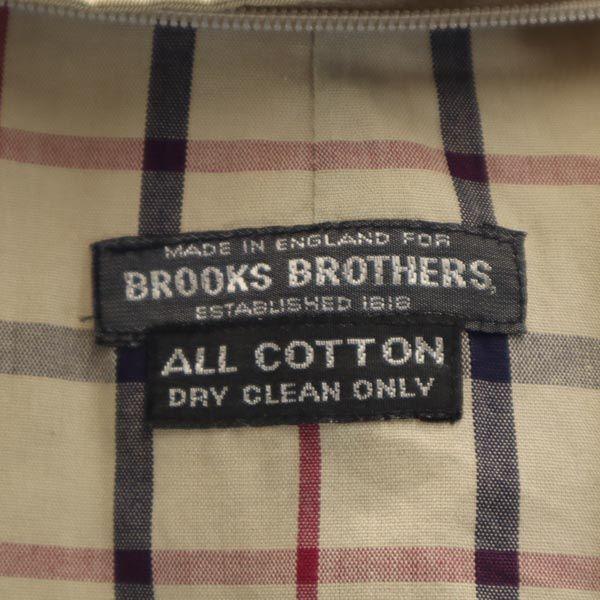 MADE IN ENGLAND FOR
BROOKS BROTHERS,
ESTABLISHED 1818
ALL COTTON
DRY CLEAN ONLY